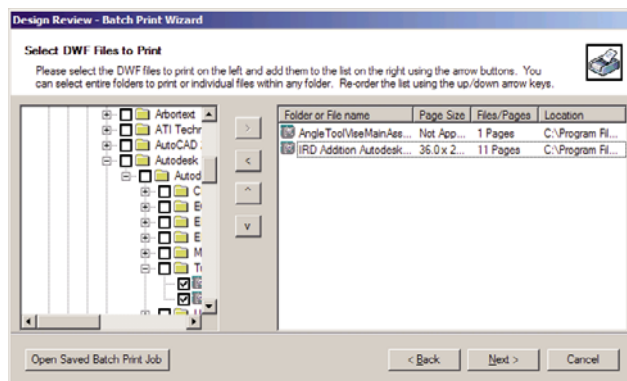 Design Review - Batch Print Wizard
Select DWF Files to Print
Please select the DWF files to print on the left and add them to the list on the right using the arrow buttons. You
can select entire folders to print or individual files within any folder. Re-order the list using the up/down arrow keys.
Arbortext
ATI Techr
AutoCAD
Autodesk
Autod
C
E
E
M
>
<
^
v
Folder or File name Page Size Files/Pages Location
AngleToolViseMainAss... Not App... 1 Pages C:\Program Fil...
IRD Addition Autodesk... 36.0 x 2... 11 Pages C:\Program Fil...
Open Saved Batch Print Job
< Back Next > Cancel